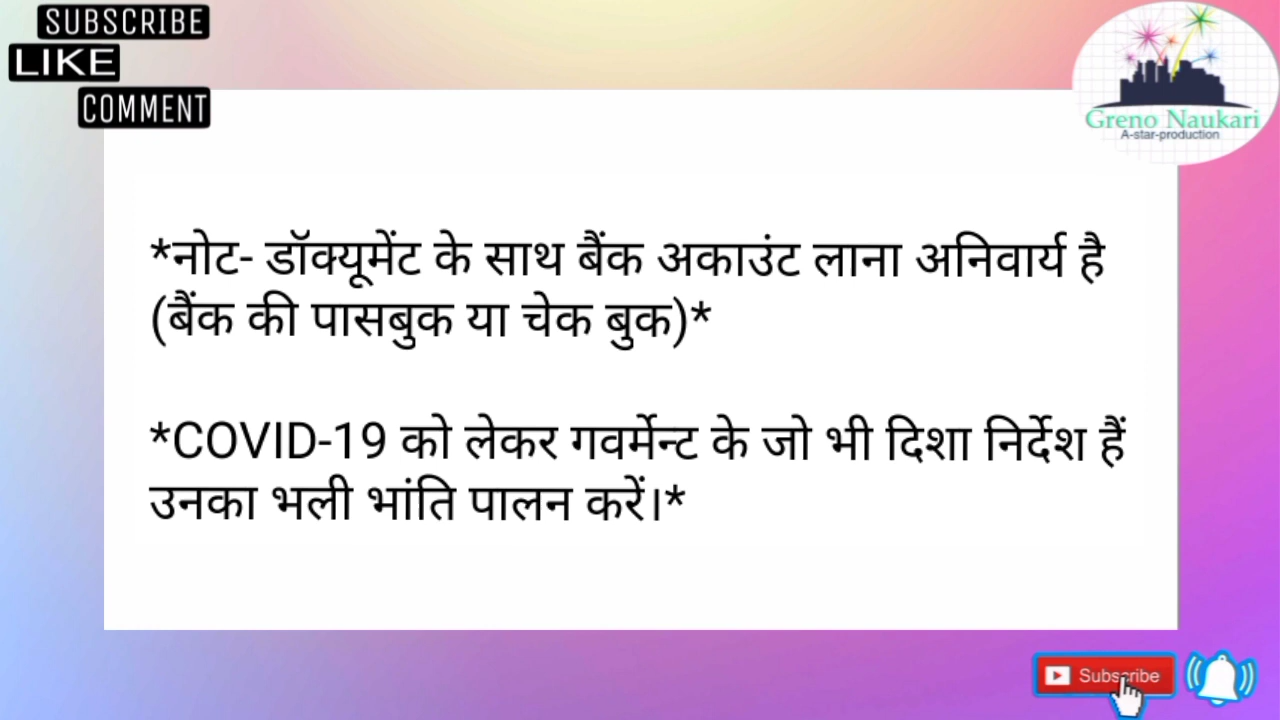 SUBSCRIBE
LIKE
COMMENT
Greno Naukari
A-star-production
*नोट- डॉक्यूमेंट के साथ बैंक अकाउंट लाना अनिवार्य है
(बैंक की पासबुक या चेक बुक)*
*COVID-19 को लेकर गवर्मेन्ट के जो भी दिशा निर्देश हैं
उनका भली भांति पालन करें।*
Subscribe